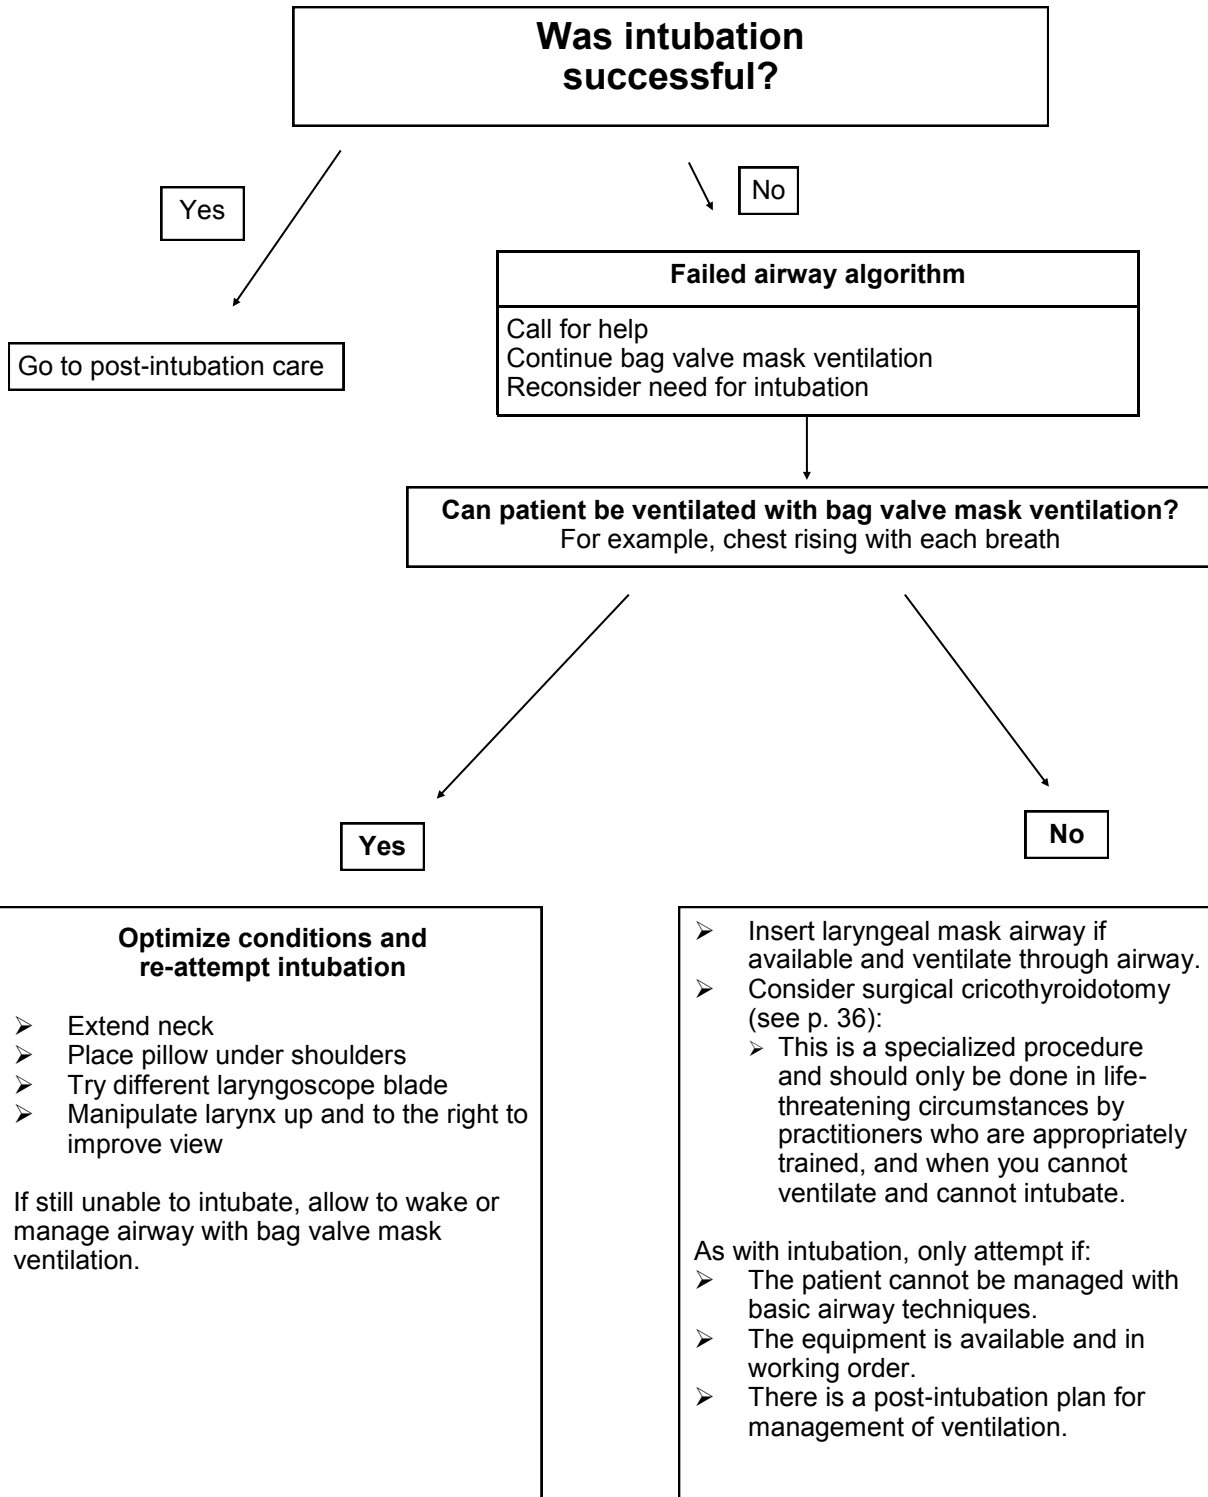 Was intubation
successful?
Yes
No
Failed airway algorithm
Call for help
Continue bag valve mask ventilation
Reconsider need for intubation
Go to post-intubation care
Can patient be ventilated with bag valve mask ventilation?
For example, chest rising with each breath
Yes
No
Optimize conditions and
re-attempt intubation
➢ Extend neck
➢ Place pillow under shoulders
➢ Try different laryngoscope blade
➢ Manipulate larynx up and to the right to
improve view
If still unable to intubate, allow to wake or
manage airway with bag valve mask
ventilation.
➢ Insert laryngeal mask airway if
available and ventilate through airway.
➢ Consider surgical cricothyroidotomy
(see p. 36):
➢ This is a specialized procedure
and should only be done in life-
threatening circumstances by
practitioners who are appropriately
trained, and when you cannot
ventilate and cannot intubate.
As with intubation, only attempt if:
➢ The patient cannot be managed with
basic airway techniques.
➢ The equipment is available and in
working order.
➢ There is a post-intubation plan for
management of ventilation.